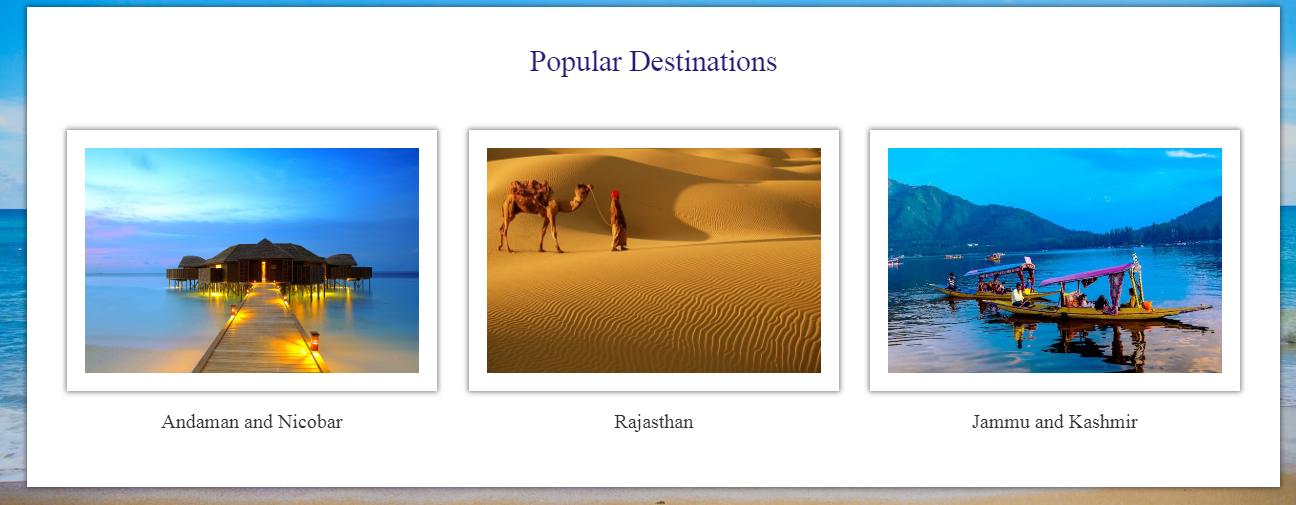 Popular Destinations
Andaman and Nicobar
Rajasthan
Jammu and Kashmir